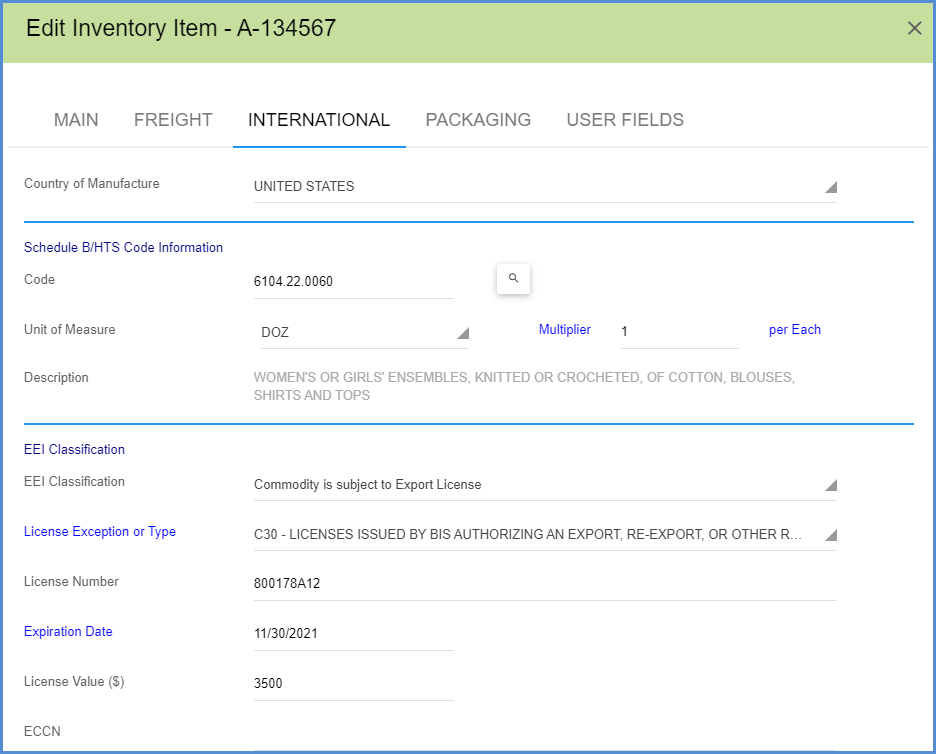 Edit Inventory Item - A-134567
MAIN FREIGHT INTERNATIONAL PACKAGING USER FIELDS
Country of Manufacture UNITED STATES
Schedule B/HTS Code Information
Code 6104.22.0060
Unit of Measure DOZ Multiplier 1 per Each
Description WOMEN'S OR GIRLS' ENSEMBLES, KNITTED OR CROCHETED, OF COTTON, BLOUSES,
SHIRTS AND TOPS
EEI Classification
EEI Classification Commodity is subject to Export License
License Exception or Type C30 - LICENSES ISSUED BY BIS AUTHORIZING AN EXPORT, RE-EXPORT, OR OTHER R...
License Number 800178A12
Expiration Date 11/30/2021
License Value ($) 3500
ECCN